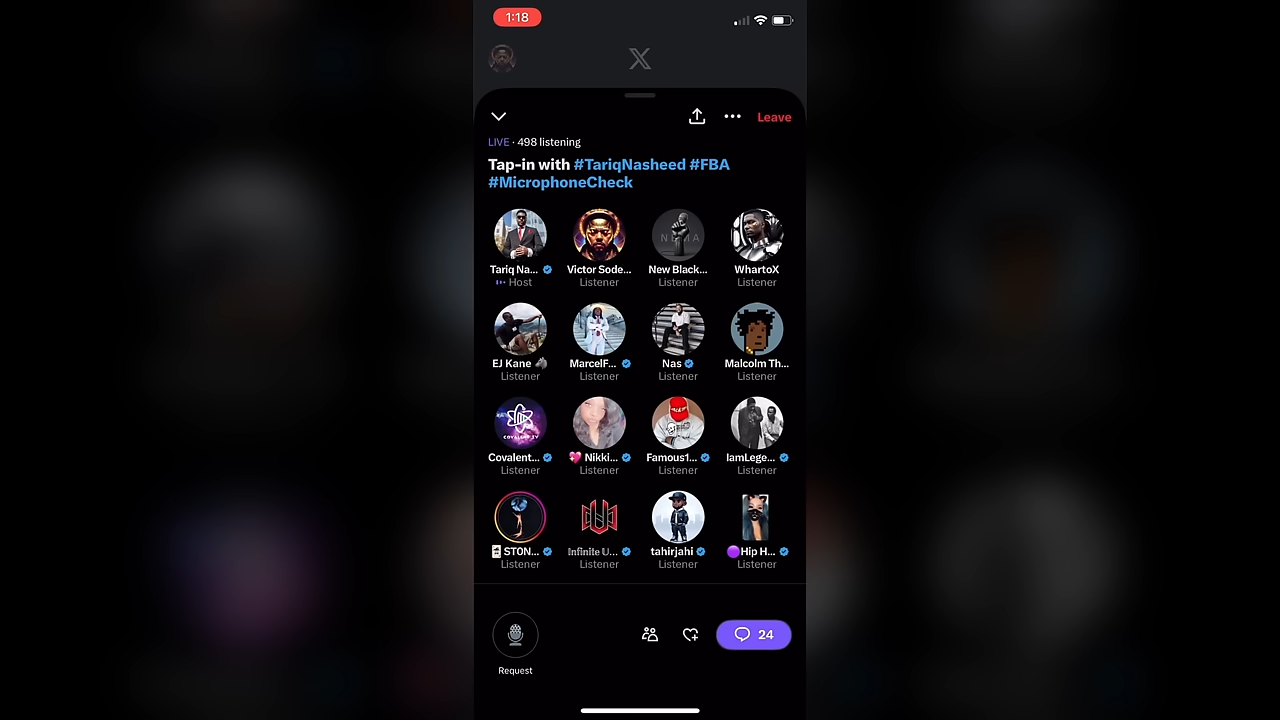 1:18
X
Leave
LIVE · 498 listening
Tap-in with #TariqNasheed #FBA
#MicrophoneCheck
Tariq Na... Victor Sode... New Black... WhartoX
Host Listener Listener Listener
EJ Kane MarcelF... Nas Malcolm Th...
Listener Listener Listener Listener
COVALENT TV
Covalent... Nikki... Famous1... IamLege...
Listener Listener Listener Listener
STON... Infinite U... tahirjahi Hip H...
Listener Listener Listener Listener
24
Request